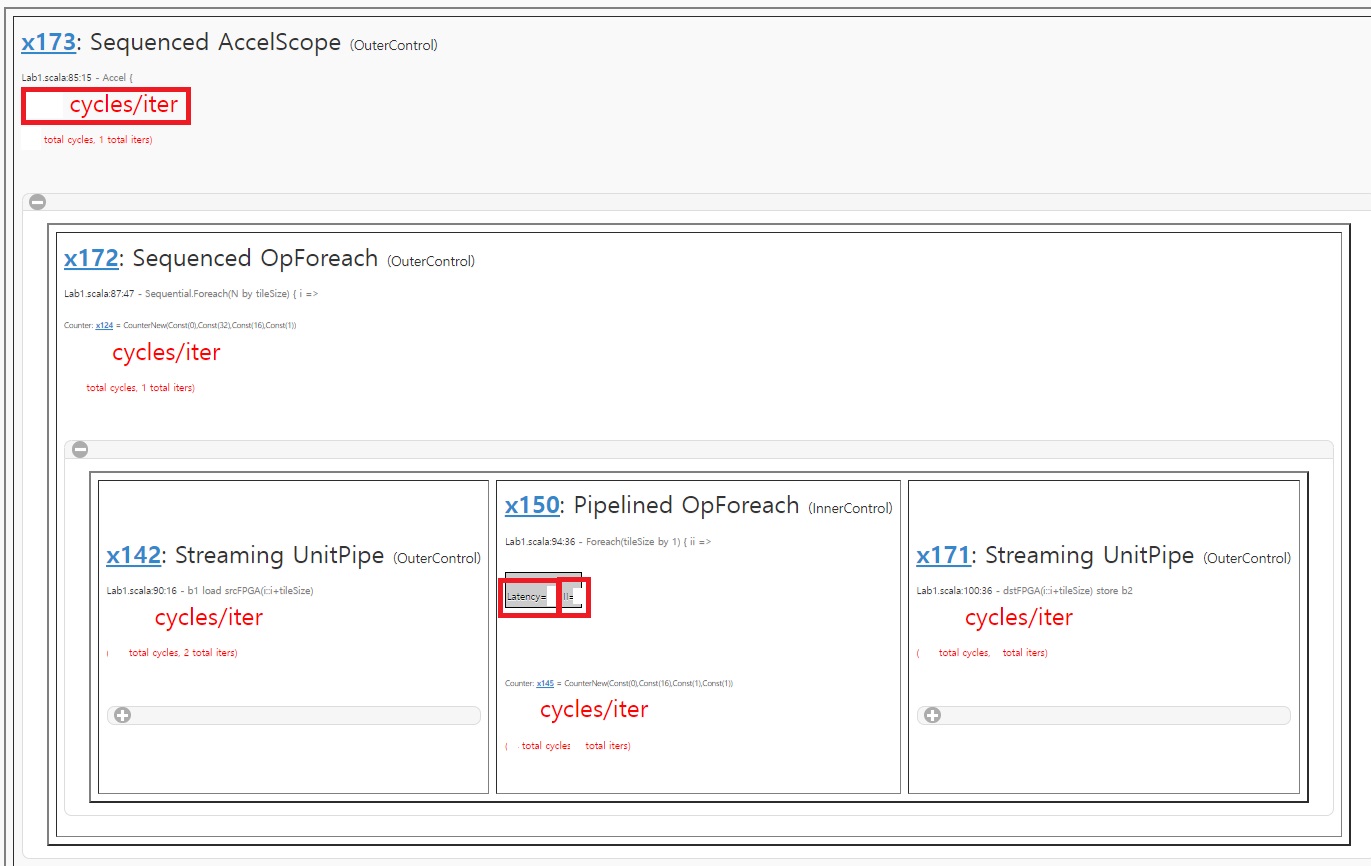 x173: Sequenced AccelScope (OuterControl)
Lab1.scala:85:15 - Accel {
cycles/iter
total cycles, 1 total iters)
x172: Sequenced OpForeach (OuterControl)
Lab1.scala:87:47 - Sequential.Foreach(N by tileSize) { i =>
Counter: x124 = CounterNew(Const(0),Const(32),Const(16),Const(1))
cycles/iter
total cycles, 1 total iters)
x142: Streaming UnitPipe (OuterControl)
Lab1.scala:90:16 - b1 load srcFPGA(i::i+tileSize)
cycles/iter
( total cycles, 2 total iters)
x150: Pipelined OpForeach (InnerControl)
Lab1.scala:94:36 - Foreach(tileSize by 1) { ii =>
Latency= II=
Counter: x145 = CounterNew(Const(0),Const(16),Const(1),Const(1))
cycles/iter
( total cycles total iters)
x171: Streaming UnitPipe (OuterControl)
Lab1.scala:100:36 - dstFPGA(i::i+tileSize) store b2
cycles/iter
( total cycles, total iters)